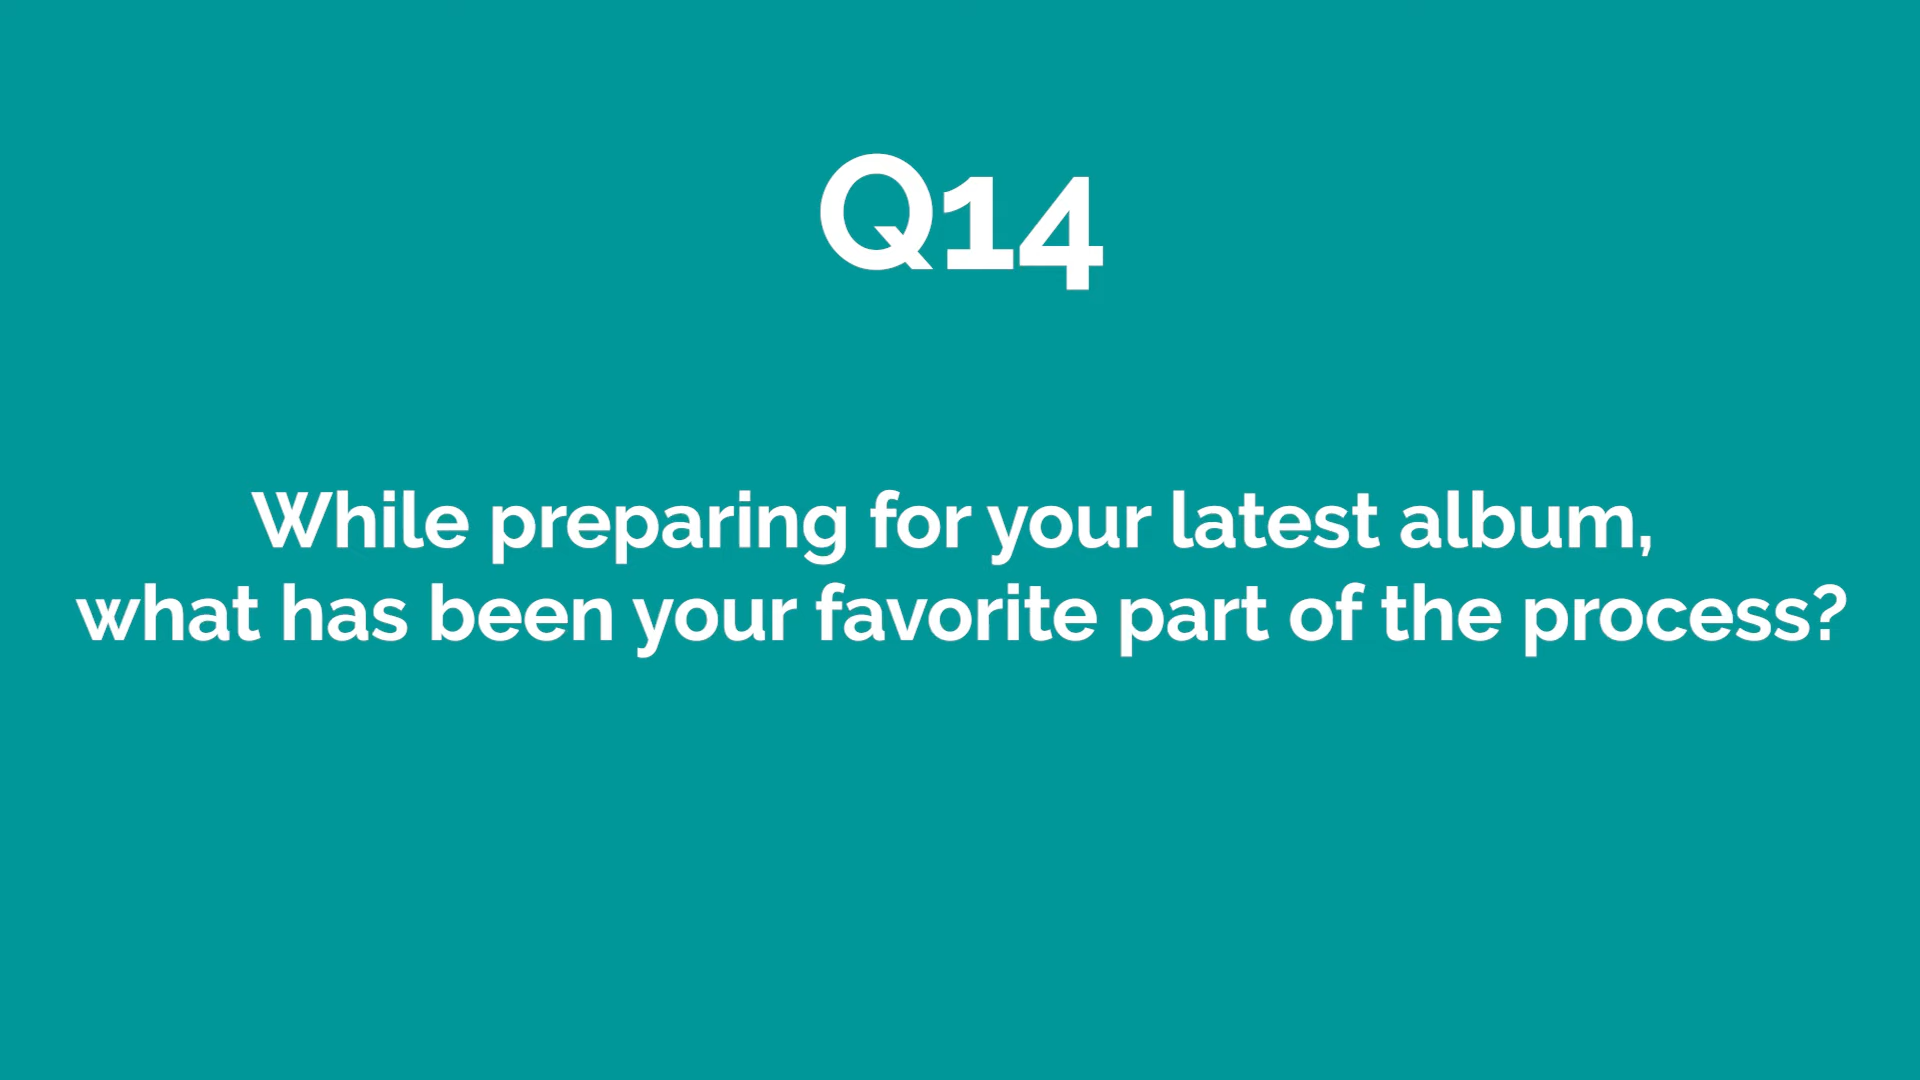 Q14
While preparing for your latest album,
what has been your favorite part of the process?